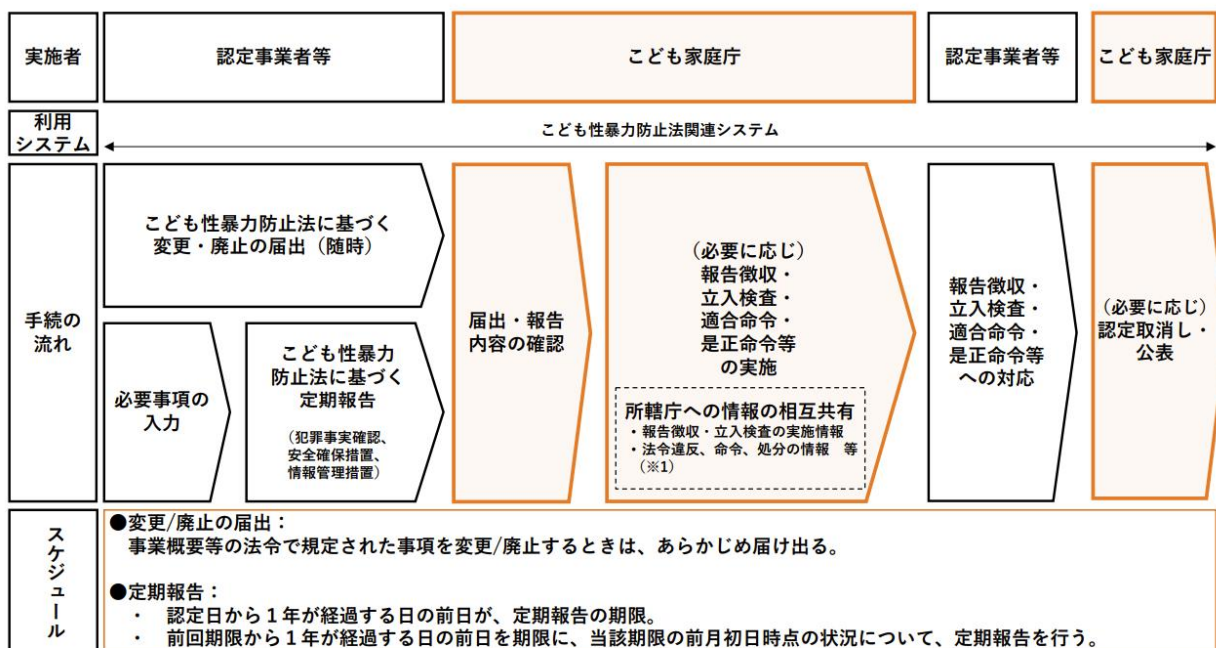 実施者
認定事業者等
こども家庭庁
認定事業者等
こども家庭庁
利用
システム
こども性暴力防止法関連システム
手続の
流れ
こども性暴力防止法に基づく
変更・廃止の届出（随時）
必要事項の
入力
こども性暴力
防止法に基づく
定期報告
（犯罪事実確認、
安全確保措置、
情報管理措置）
届出・報告
内容の確認
（必要に応じ）
報告徴収・
立入検査・
適合命令・
是正命令等
の実施
所轄庁への情報の相互共有
・報告徴収・立入検査の実施情報
・法令違反、命令、処分の情報　等
（※1）
報告徴収・
立入検査・
適合命令・
是正命令等
への対応
（必要に応じ）
認定取消し・
公表
スケジュール
●変更/廃止の届出：
事業概要等の法令で規定された事項を変更/廃止するときは、あらかじめ届け出る。
●定期報告：
・　認定日から１年が経過する日の前日が、定期報告の期限。
・　前回期限から１年が経過する日の前日を期限に、当該期限の前月初日時点の状況について、定期報告を行う。